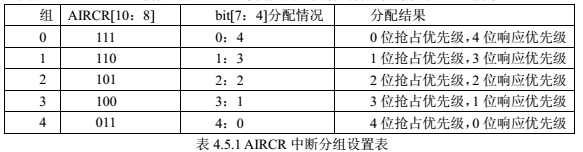 组 AIRCR[10：8] bit[7：4]分配情况 分配结果
0 111 0：4 0 位抢占优先级，4 位响应优先级
1 110 1：3 1 位抢占优先级，3 位响应优先级
2 101 2：2 2 位抢占优先级，2 位响应优先级
3 100 3：1 3 位抢占优先级，1 位响应优先级
4 011 4：0 4 位抢占优先级，0 位响应优先级
表 4.5.1 AIRCR 中断分组设置表